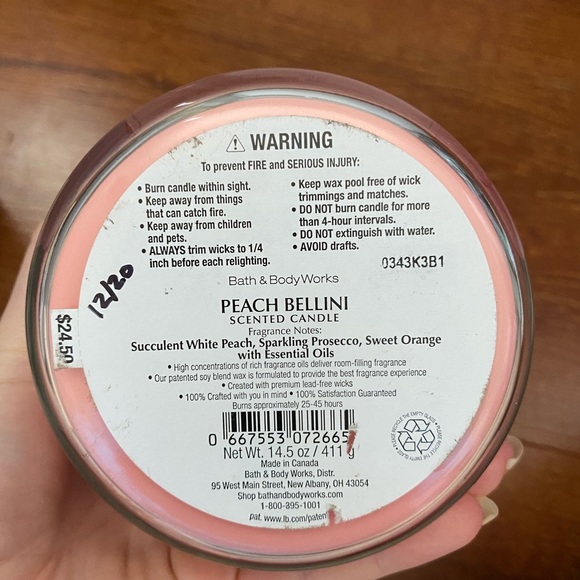 ⚠ WARNING
To prevent FIRE and SERIOUS INJURY:
• Burn candle within sight.
• Keep away from things
that can catch fire.
• Keep away from children
and pets.
• ALWAYS trim wicks to 1/4
inch before each relighting.
• Keep wax pool free of wick
trimmings and matches.
• DO NOT burn candle for more
than 4-hour intervals.
• DO NOT extinguish with water.
• AVOID drafts.
0343K3B1
12/20
$24.50
Bath & Body Works
PEACH BELLINI
SCENTED CANDLE
Fragrance Notes:
Succulent White Peach, Sparkling Prosecco, Sweet Orange
with Essential Oils
• High concentrations of rich fragrance oils deliver room-filling fragrance
• Our patented soy blend wax is formulated to provide the best fragrance experience
• Created with premium lead-free wicks
• 100% Crafted with you in mind • 100% Satisfaction Guaranteed
Burns approximately 25-45 hours
0 667553 072665
Net Wt. 14.5 oz / 411 g
Made in Canada
Bath & Body Works, Distr.
95 West Main Street, New Albany, OH 43054
Shop bathandbodyworks.com
1-800-895-1001
pat. www.lb.com/paten
PLEASE RECYCLE THE EMPTY GLASS •